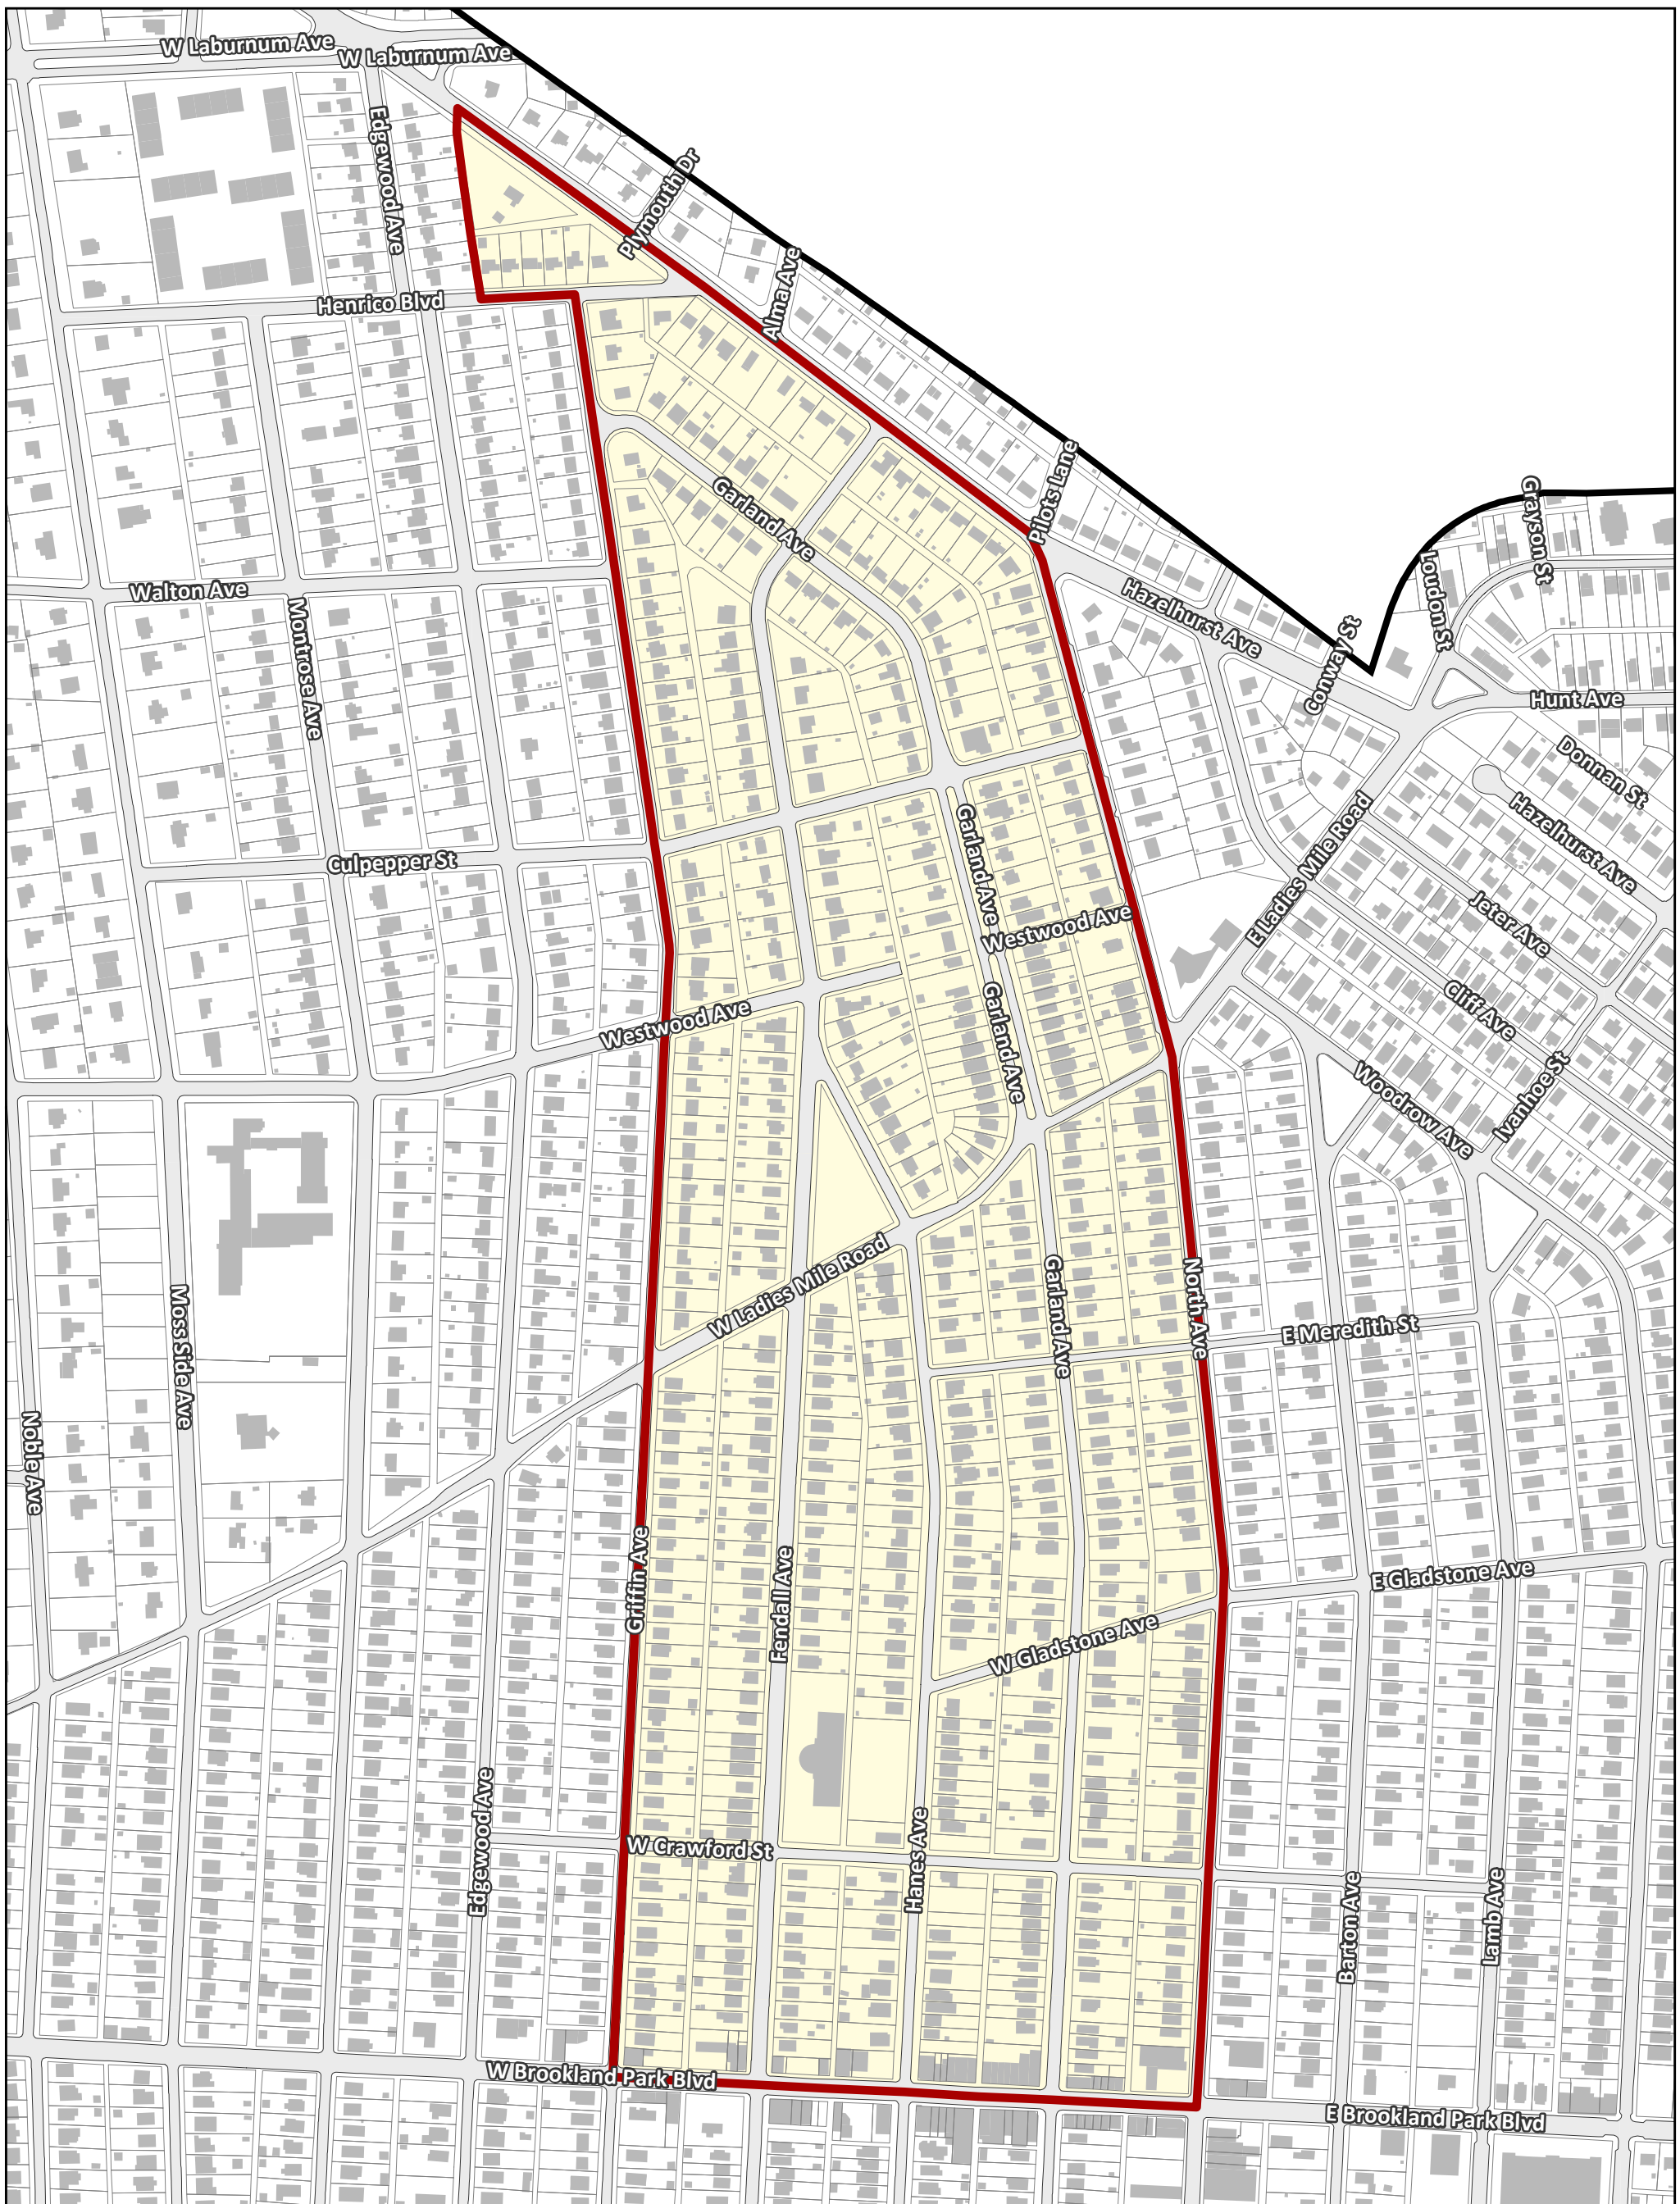 W Laburnum Ave
W Laburnum Ave
Edgewood Ave
Plymouth Dr
Henrico Blvd
Alma Ave
Garland Ave
Pilots Lane
Grayson St
Loudon St
Walton Ave
Montrose Ave
Hazelhurst Ave
Conway St
Hunt Ave
Donnan St
Hazelhurst Ave
Culpepper St
Garland Ave
E Ladies Mile Road
Westwood Ave
Jeter Ave
Westwood Ave
Garland Ave
Cliff Ave
Woodrow Ave
Ivanhoe St
W Ladies Mile Road
Moss Side Ave
Garland Ave
North Ave
E Meredith St
Noble Ave
Griffin Ave
Fendall Ave
E Gladstone Ave
W Gladstone Ave
Edgewood Ave
W Crawford St
Hanes Ave
Barton Ave
Lamb Ave
W Brookland Park Blvd
E Brookland Park Blvd